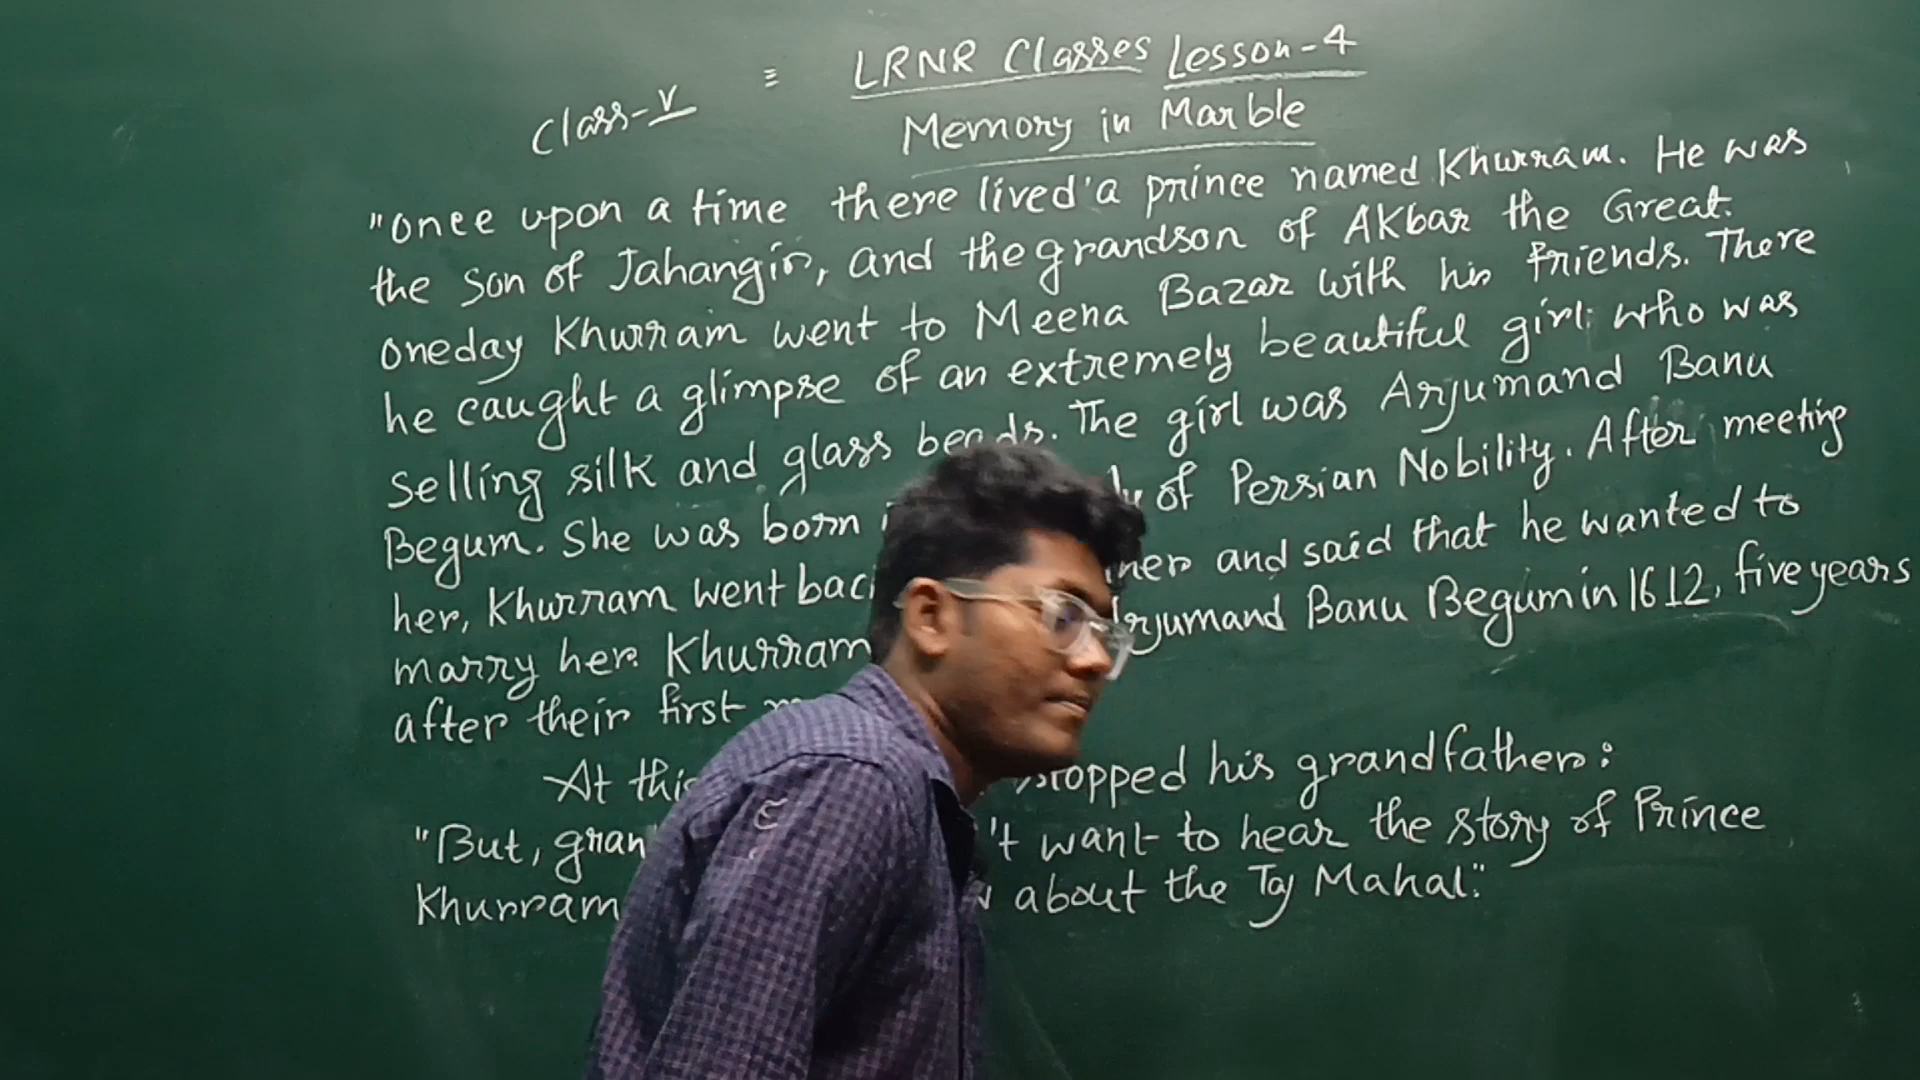 Class-V
LRNR Classes Lesson-4
Memory in Marble
"once upon a time there lived a prince named Khurram. He was
the son of Jahangir, and the grandson of Akbar the Great.
oneday Khurram went to Meena Bazar with his friends. There
he caught a glimpse of an extremely beautiful girl who was
selling silk and glass beads. The girl was Arjumand Banu
Begum. She was born of Persian Nobility. After meeting
her, Khurram went and said that he wanted to
marry her. Khurram Banu Begum in 1612, five years
after their first
At this stopped his grandfather:
"But, want to hear the story of Prince
Khurram about the Taj Mahal."